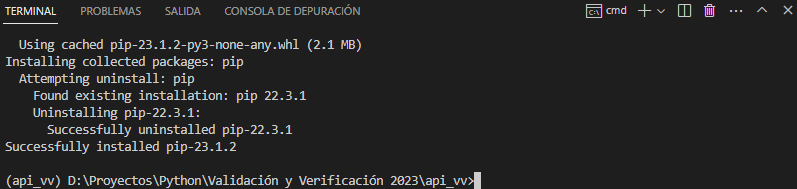 TERMINAL PROBLEMAS SALIDA CONSOLA DE DEPURACIÓN cmd
Using cached pip-23.1.2-py3-none-any.whl (2.1 MB)
Installing collected packages: pip
Attempting uninstall: pip
Found existing installation: pip 22.3.1
Uninstalling pip-22.3.1:
Successfully uninstalled pip-22.3.1
Successfully installed pip-23.1.2
(api_vv) D:\Proyectos\Python\Validación y Verificación 2023\api_vv>